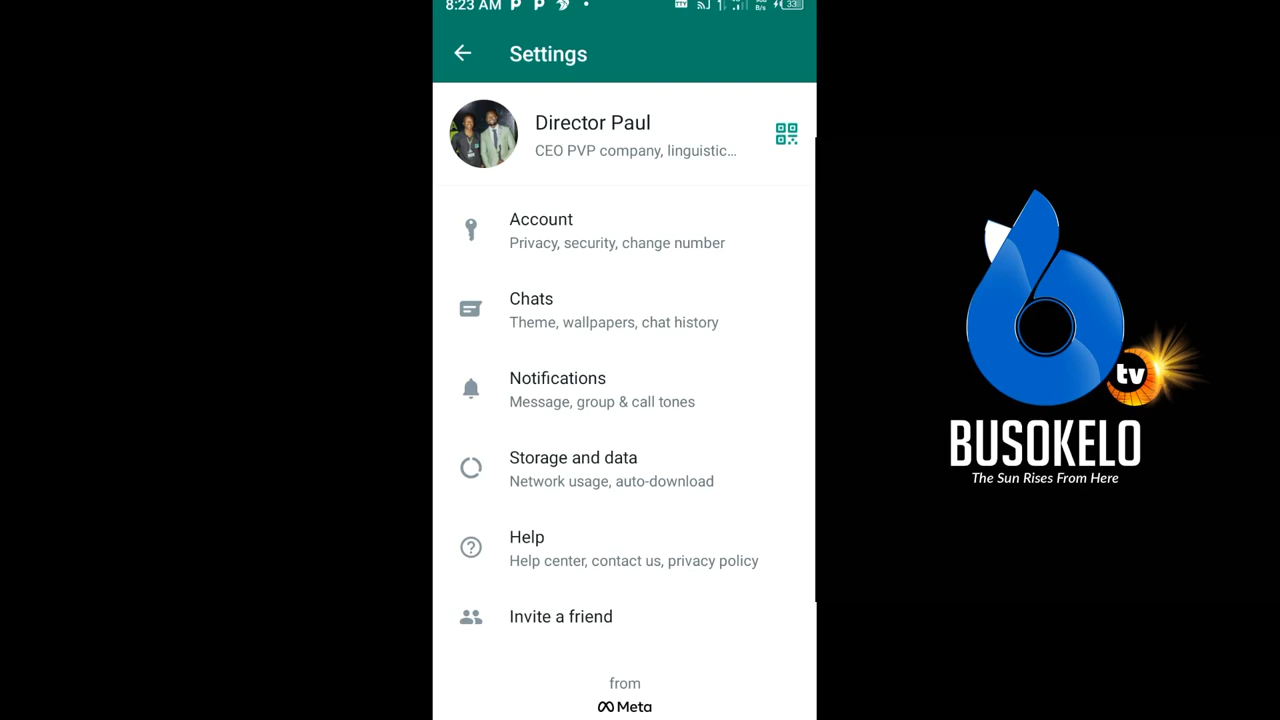 8:23 AM
Settings
Director Paul
CEO PVP company, linguistic...
Account
Privacy, security, change number
Chats
Theme, wallpapers, chat history
Notifications
Message, group & call tones
Storage and data
Network usage, auto-download
Help
Help center, contact us, privacy policy
Invite a friend
from
Meta
tv
BUSOKELO
The Sun Rises From Here